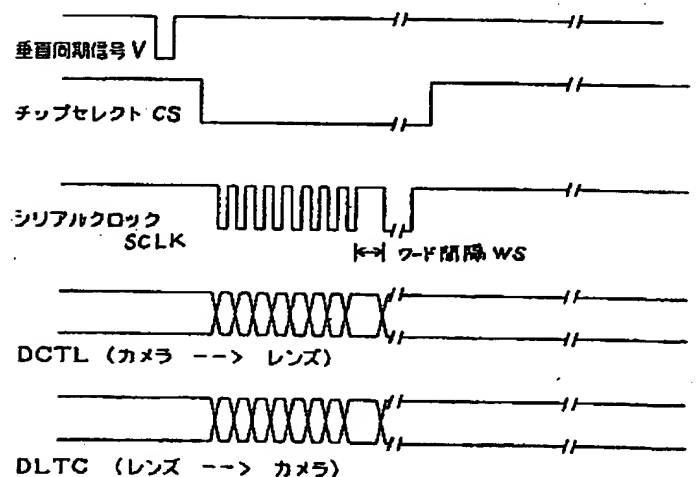 垂直同期信号 V
チップセレクト CS
シリアルクロック
SCLK
ワード間隔 WS
DCTL (カメラ --> レンズ)
DLTC (レンズ --> カメラ)